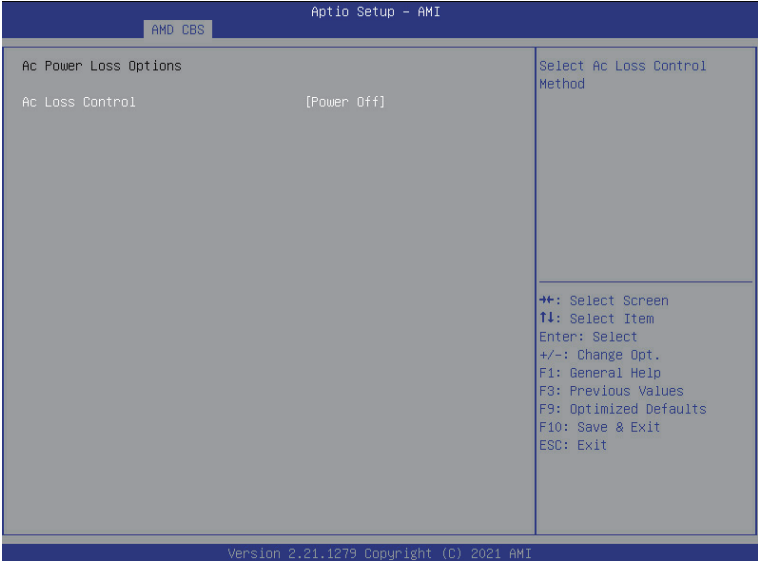 Aptio Setup – AMI
AMD CBS
Ac Power Loss Options
Ac Loss Control [Power Off]
Select Ac Loss Control
Method
→←: Select Screen
↑↓: Select Item
Enter: Select
+/-: Change Opt.
F1: General Help
F3: Previous Values
F9: Optimized Defaults
F10: Save & Exit
ESC: Exit
Version 2.21.1279 Copyright (C) 2021 AMI